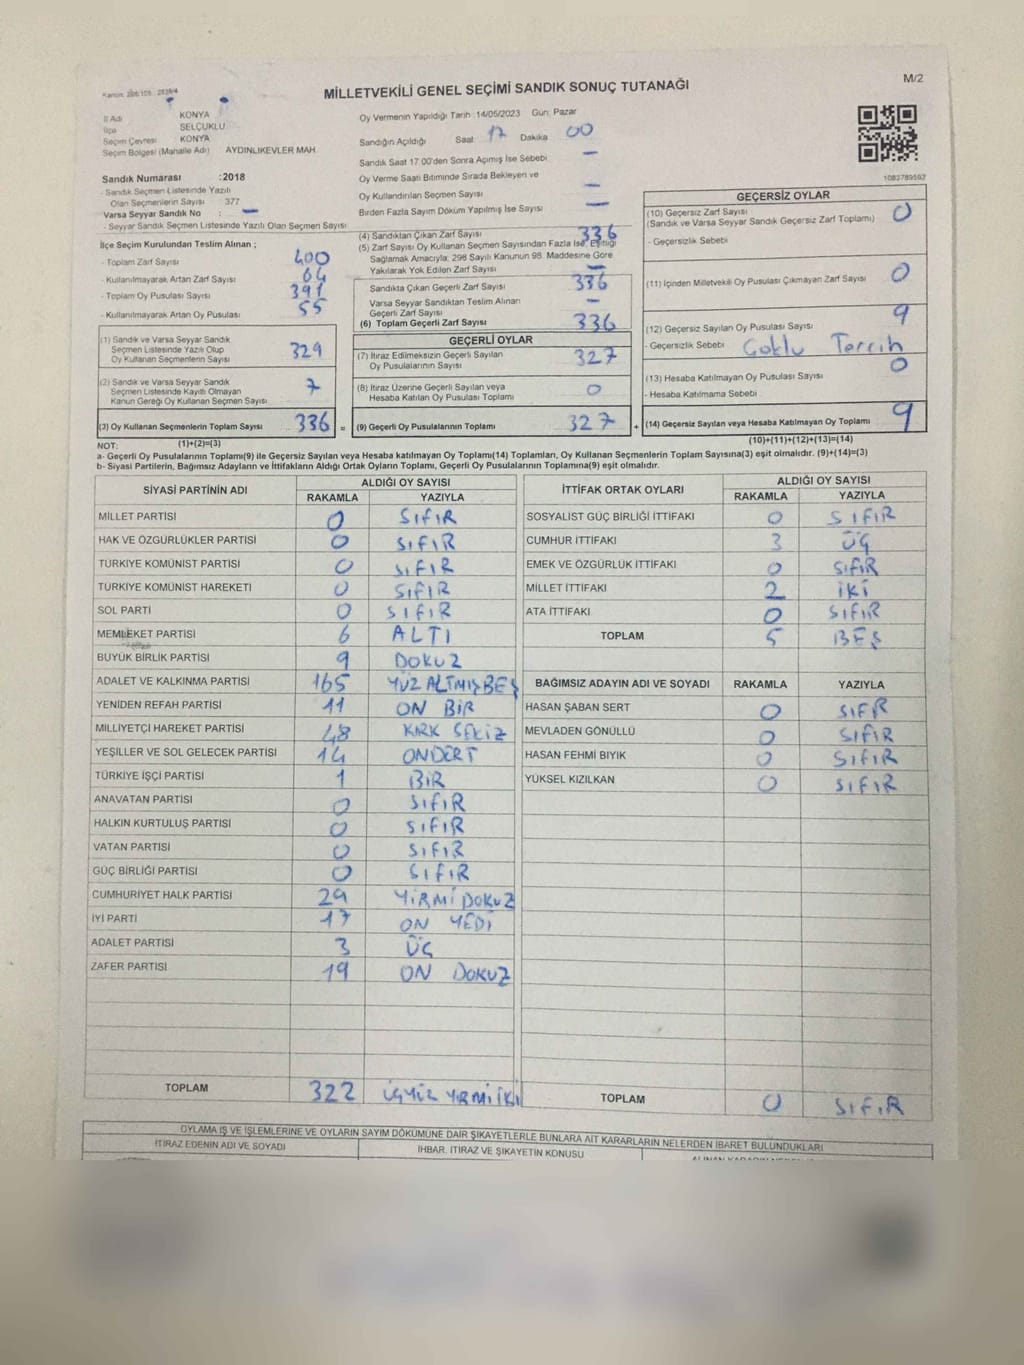 M/2
MİLLETVEKİLİ GENEL SEÇİMİ SANDIK SONUÇ TUTANAĞI
İl Adı KONYA
İlçe SELÇUKLU
Seçim Çevresi KONYA
Seçim Bölgesi (Mahalle Adı) AYDINLIKEVLER MAH.
Sandık Numarası :2018
- Sandık Seçmen Listesinde Yazılı
Olan Seçmenlerin Sayısı 377
Varsa Seyyar Sandık No : —
- Seyyar Sandık Seçmen Listesinde Yazılı Olan Seçmen Sayısı
İlçe Seçim Kurulundan Teslim Alınan ;
- Toplam Zarf Sayısı 400
- Kullanılmayarak Artan Zarf Sayısı 64
- Toplam Oy Pusulası Sayısı 391
- Kullanılmayarak Artan Oy Pusulası 55
(1) Sandık ve Varsa Seyyar Sandık
Seçmen Listesinde Yazılı Olup
Oy Kullanan Seçmenlerin Sayısı 329
(2) Sandık ve Varsa Seyyar Sandık
Seçmen Listesinde Kayıtlı Olmayan
Kanun Gereği Oy Kullanan Seçmen Sayısı 7
(3) Oy Kullanan Seçmenlerin Toplam Sayısı 336 =
(1)+(2)=(3)
Oy Vermenin Yapıldığı Tarih 14/05/2023 Gün: Pazar
Sandığın Açıldığı Saat 17 Dakika 00
Sandık Saat 17 00'den Sonra Açımış İse Sebebi —
Oy Verme Saati Bitiminde Sırada Bekleyen ve
Oy Kullandırılan Seçmen Sayısı —
Birden Fazla Sayım Döküm Yapılmış İse Sayısı —
(4) Sandıktan Çıkan Zarf Sayısı 336
(5) Zarf Sayısı Oy Kullanan Seçmen Sayısından Fazla İse, Eşitliği
Sağlamak Amacıyla, 298 Sayılı Kanunun 98. Maddesine Göre
Yakılarak Yok Edilen Zarf Sayısı —
Sandıkta Çıkan Geçerli Zarf Sayısı 336
Varsa Seyyar Sandıktan Teslim Alınan
Geçerli Zarf Sayısı —
(6) Toplam Geçerli Zarf Sayısı 336
GEÇERLİ OYLAR
(7) İtiraz Edilmeksizin Geçerli Sayılan
Oy Pusulalarının Sayısı 327
(8) İtiraz Üzerine Geçerli Sayılan veya
Hesaba Katılan Oy Pusulası Toplamı 0
(9) Geçerli Oy Pusulalarının Toplamı 327 +
1083789592
GEÇERSİZ OYLAR
(10) Geçersiz Zarf Sayısı 0
(Sandık ve Varsa Seyyar Sandık Geçersiz Zarf Toplamı)
- Geçersizlik Sebebi
(11) İçinden Milletvekili Oy Pusulası Çıkmayan Zarf Sayısı 0
(12) Geçersiz Sayılan Oy Pusulası Sayısı 9
- Geçersizlik Sebebi Çoklu Tercih
(13) Hesaba Katılmayan Oy Pusulası Sayısı 0
- Hesaba Katılmama Sebebi
(14) Geçersiz Sayılan veya Hesaba Katılmayan Oy Toplamı 9
(10)+(11)+(12)+(13)=(14)
NOT:
a- Geçerli Oy Pusulalarının Toplamı(9) ile Geçersiz Sayılan veya Hesaba katılmayan Oy Toplamı(14) Toplamları, Oy Kullanan Seçmenlerin Toplam Sayısına(3) eşit olmalıdır. (9)+(14)=(3)
b- Siyasi Partilerin, Bağımsız Adayların ve İttifakların Aldığı Ortak Oyların Toplamı, Geçerli Oy Pusulalarının Toplamına(9) eşit olmalıdır.
SİYASİ PARTİNİN ADI ALDIĞI OY SAYISI
RAKAMLA YAZIYLA
MİLLET PARTİSİ 0 SIFIR
HAK VE ÖZGÜRLÜKLER PARTİSİ 0 SIFIR
TÜRKİYE KOMÜNİST PARTİSİ 0 SIFIR
TÜRKİYE KOMÜNİST HAREKETİ 0 SIFIR
SOL PARTİ 0 SIFIR
MEMLEKET PARTİSİ 6 ALTI
BÜYÜK BİRLİK PARTİSİ 9 DOKUZ
ADALET VE KALKINMA PARTİSİ 165 YÜZ ALTMIŞ BEŞ
YENİDEN REFAH PARTİSİ 11 ON BİR
MİLLİYETÇİ HAREKET PARTİSİ 48 KIRK SEKİZ
YEŞİLLER VE SOL GELECEK PARTİSİ 14 ONDÖRT
TÜRKİYE İŞÇİ PARTİSİ 1 BİR
ANAVATAN PARTİSİ 0 SIFIR
HALKIN KURTULUŞ PARTİSİ 0 SIFIR
VATAN PARTİSİ 0 SIFIR
GÜÇ BİRLİĞİ PARTİSİ 0 SIFIR
CUMHURİYET HALK PARTİSİ 29 YİRMİ DOKUZ
İYİ PARTİ 17 ON YEDİ
ADALET PARTİSİ 3 ÜÇ
ZAFER PARTİSİ 19 ON DOKUZ
TOPLAM 322 ÜÇYÜZ YİRMİ İKİ
İTTİFAK ORTAK OYLARI ALDIĞI OY SAYISI
RAKAMLA YAZIYLA
SOSYALİST GÜÇ BİRLİĞİ İTTİFAKI 0 SIFIR
CUMHUR İTTİFAKI 3 ÜÇ
EMEK VE ÖZGÜRLÜK İTTİFAKI 0 SIFIR
MİLLET İTTİFAKI 2 İKİ
ATA İTTİFAKI 0 SIFIR
TOPLAM 5 BEŞ
BAĞIMSIZ ADAYIN ADI VE SOYADI RAKAMLA YAZIYLA
HASAN ŞABAN SERT 0 SIFIR
MEVLADEN GÖNÜLLÜ 0 SIFIR
HASAN FEHMİ BIYIK 0 SIFIR
YÜKSEL KIZILKAN 0 SIFIR
TOPLAM 0 SIFIR
OYLAMA İŞ VE İŞLEMLERİNE VE OYLARIN SAYIM DÖKÜMÜNE DAİR ŞİKAYETLERLE BUNLARA AİT KARARLARIN NELERDEN İBARET BULUNDUKLARI
İTİRAZ EDENİN ADI VE SOYADI İHBAR, İTİRAZ VE ŞİKAYETİN KONUSU